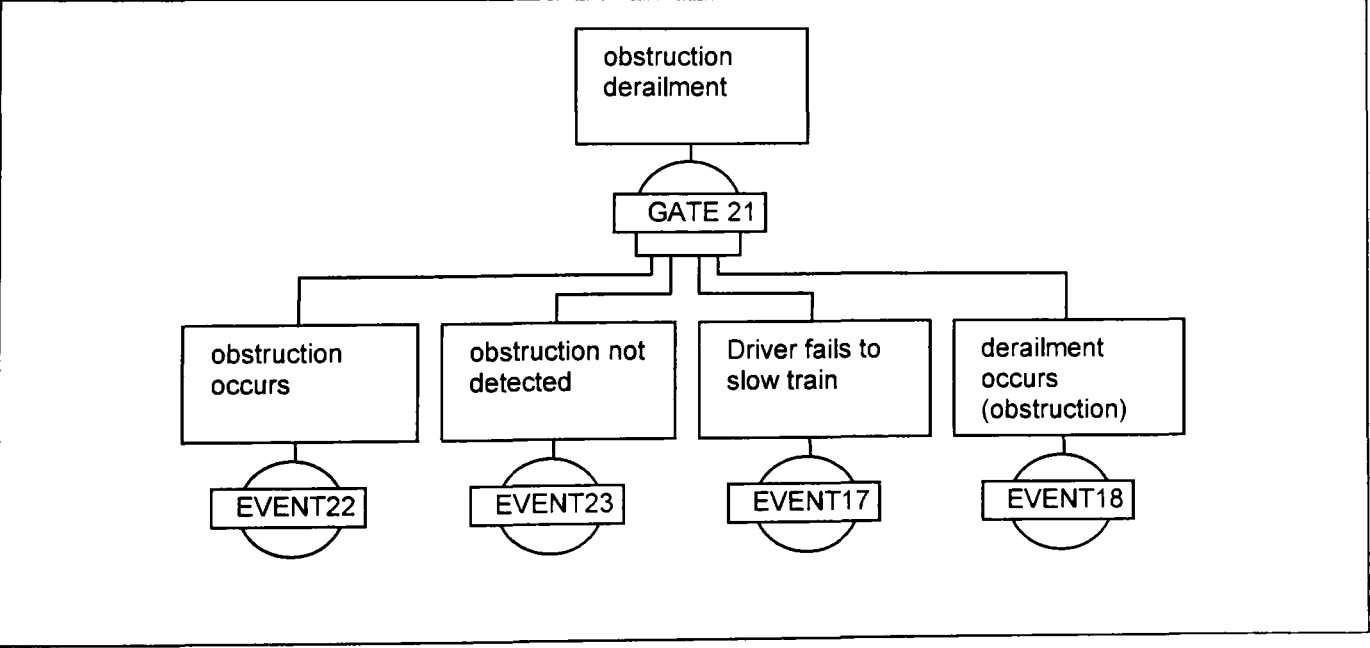 obstruction
derailment
GATE 21
obstruction
occurs
obstruction not
detected
Driver fails to
slow train
derailment
occurs
(obstruction)
EVENT22
EVENT23
EVENT17
EVENT18